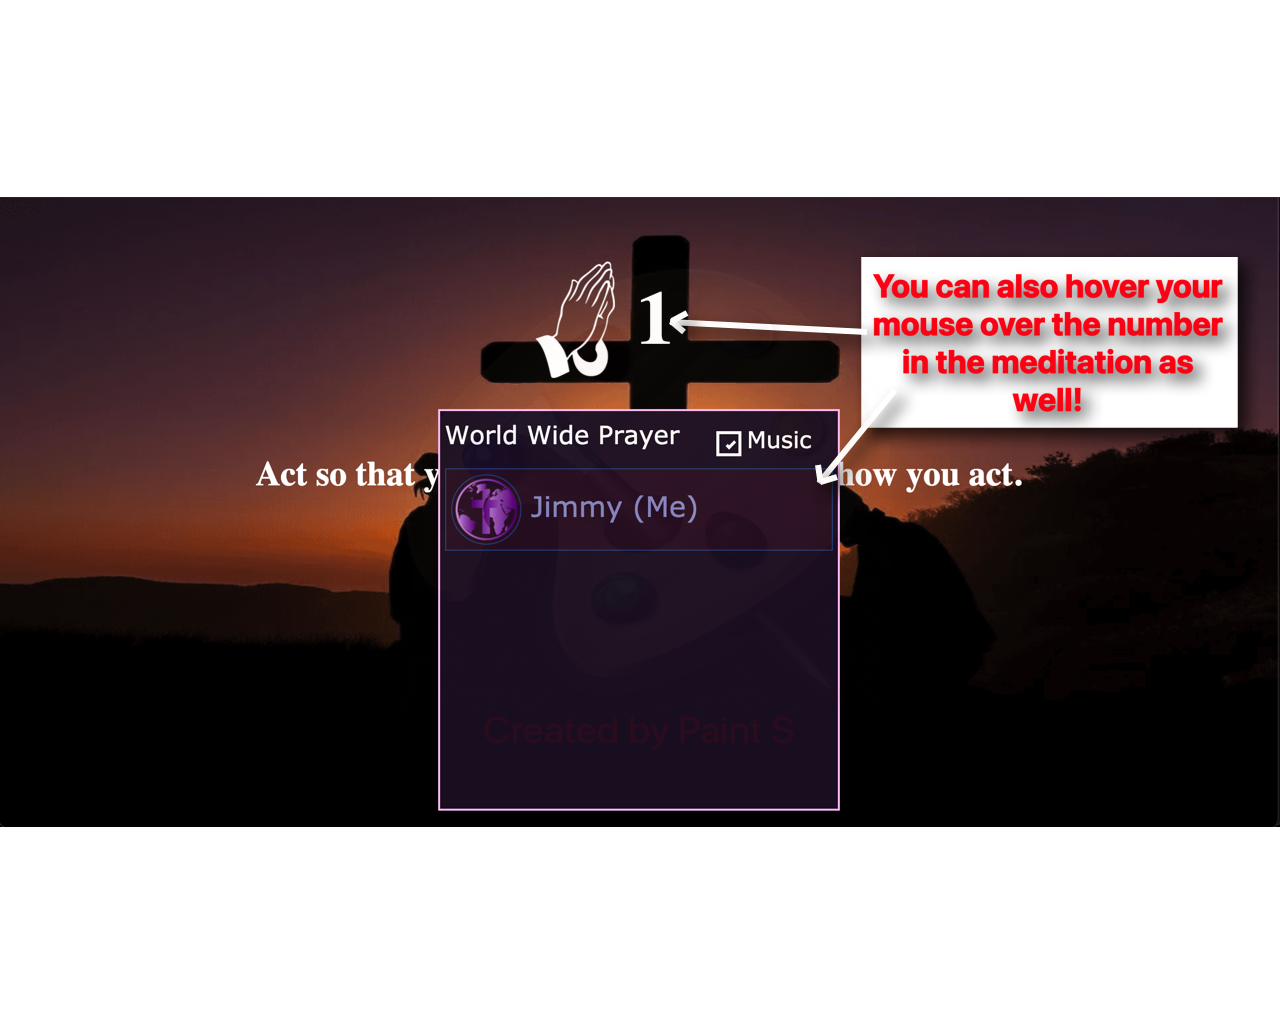 1
You can also hover your
mouse over the number
in the meditation as
well!
World Wide Prayer
Music
Act so that y
how you act.
Jimmy (Me)
Created by Paint S